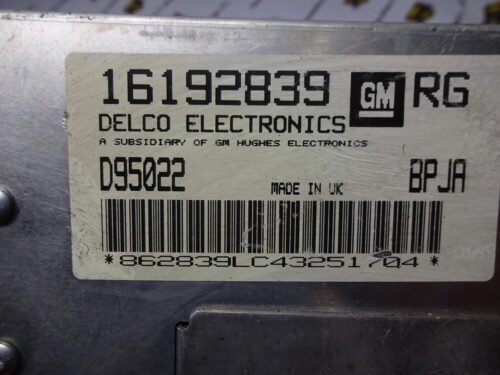 16192839 GM RG
DELCO ELECTRONICS
A SUBSIDIARY OF GM HUGHES ELECTRONICS
D95022 MADE IN UK BPJA
*862839LC43251704*